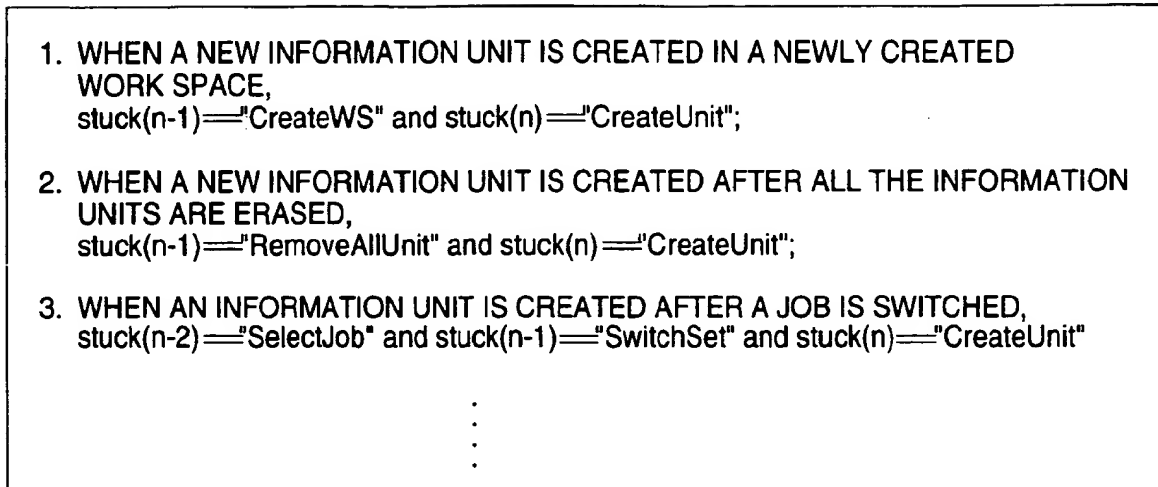 1. WHEN A NEW INFORMATION UNIT IS CREATED IN A NEWLY CREATED
WORK SPACE,
stuck(n-1)=="CreateWS" and stuck(n)=="CreateUnit";
2. WHEN A NEW INFORMATION UNIT IS CREATED AFTER ALL THE INFORMATION
UNITS ARE ERASED,
stuck(n-1)=="RemoveAllUnit" and stuck(n)=="CreateUnit";
3. WHEN AN INFORMATION UNIT IS CREATED AFTER A JOB IS SWITCHED,
stuck(n-2)=="SelectJob" and stuck(n-1)=="SwitchSet" and stuck(n)=="CreateUnit"